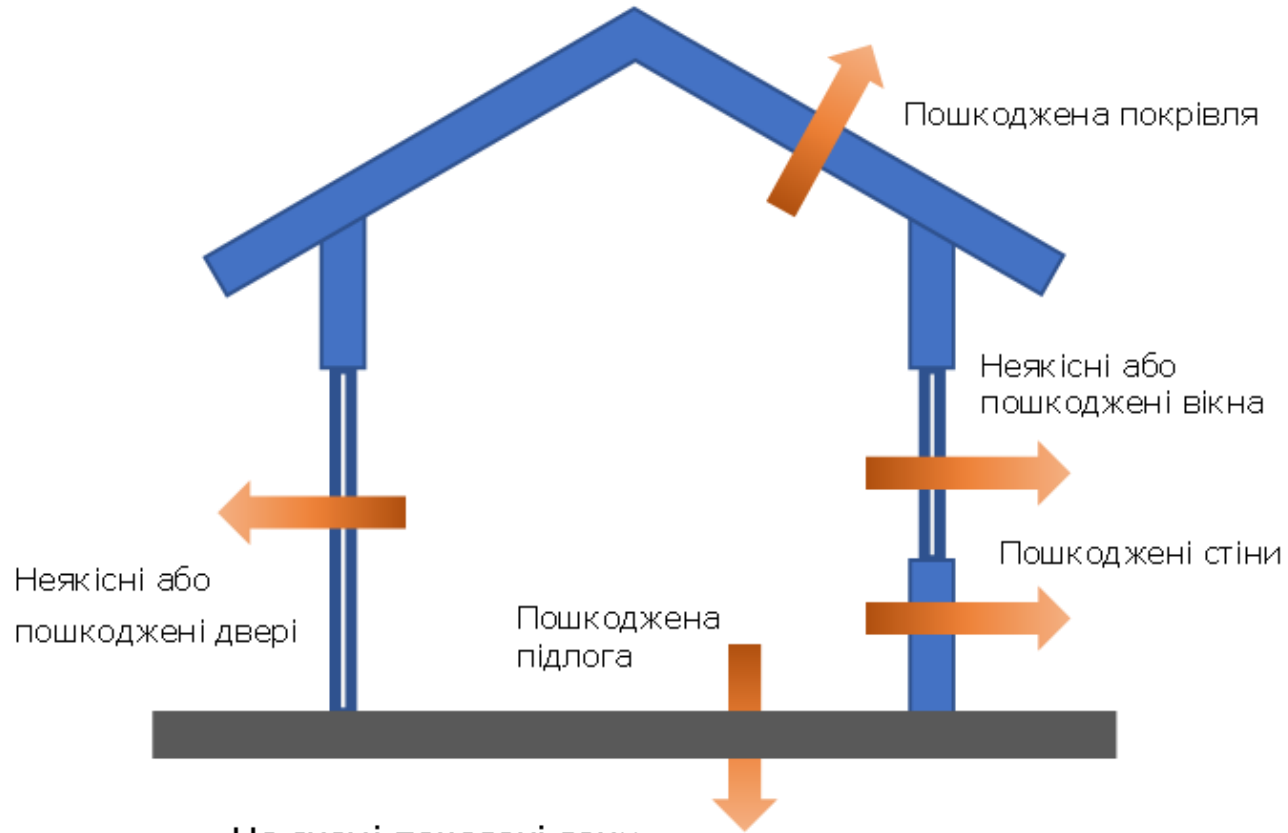 Пошкоджена покрівля
Неякісні або
пошкоджені вікна
Пошкоджені стіни
Неякісні або
пошкоджені двері
Пошкоджена
підлога